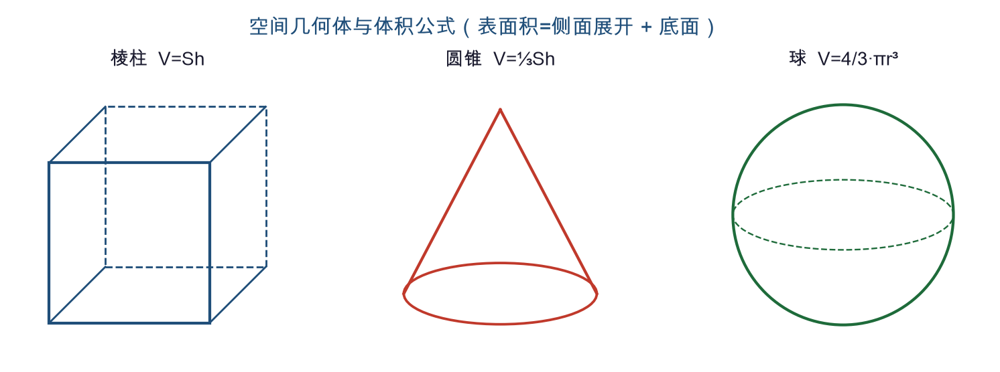 空间几何体与体积公式（表面积=侧面展开 + 底面）
棱柱 V=Sh
圆锥 V=⅓Sh
球 V=4/3·πr³